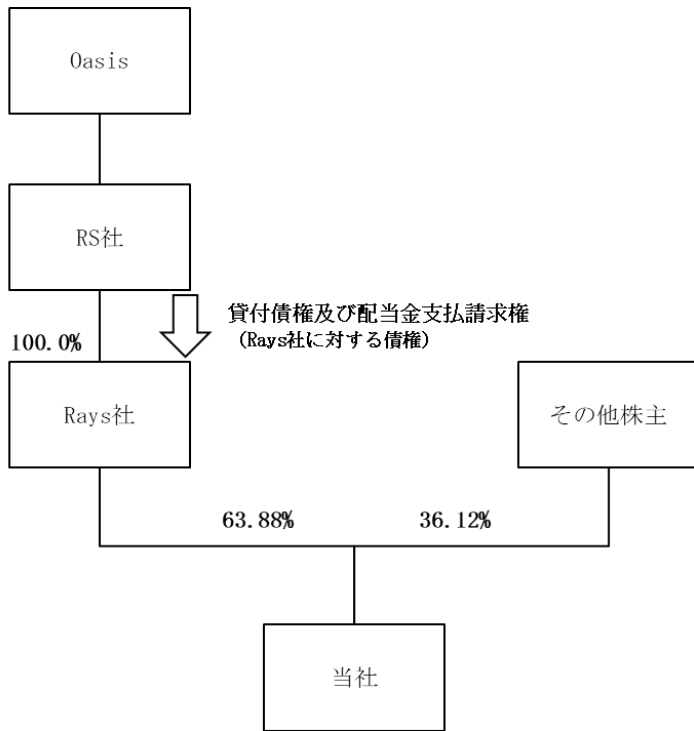 Oasis
RS社
貸付債権及び配当金支払請求権
(Rays社に対する債権)
100.0%
Rays社
その他株主
63.88%
36.12%
当社